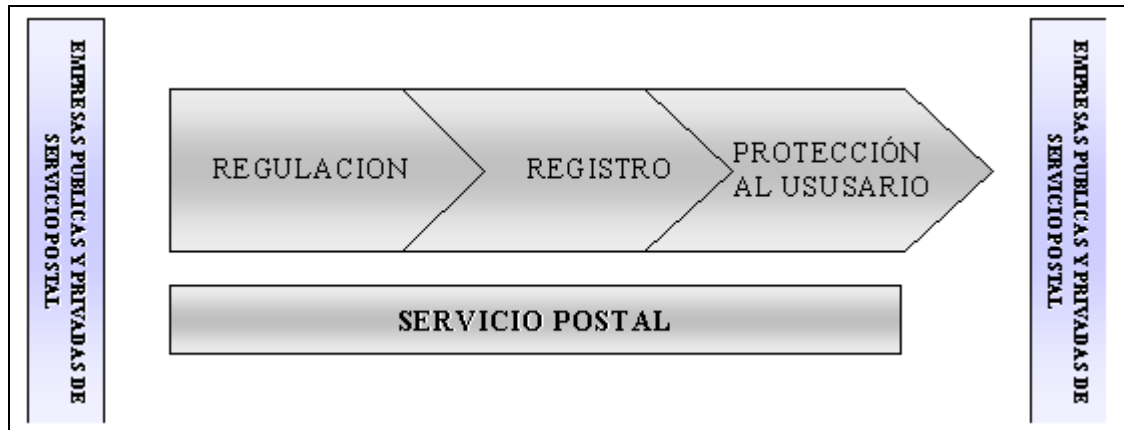 EMPRESAS PUBLICAS Y PRIVADAS DE
SERVICIO POSTAL
REGULACION
REGISTRO
PROTECCIÓN
AL USUSARIO
SERVICIO POSTAL
EMPRESAS PUBLICAS Y PRIVADAS DE
SERVICIO POSTAL